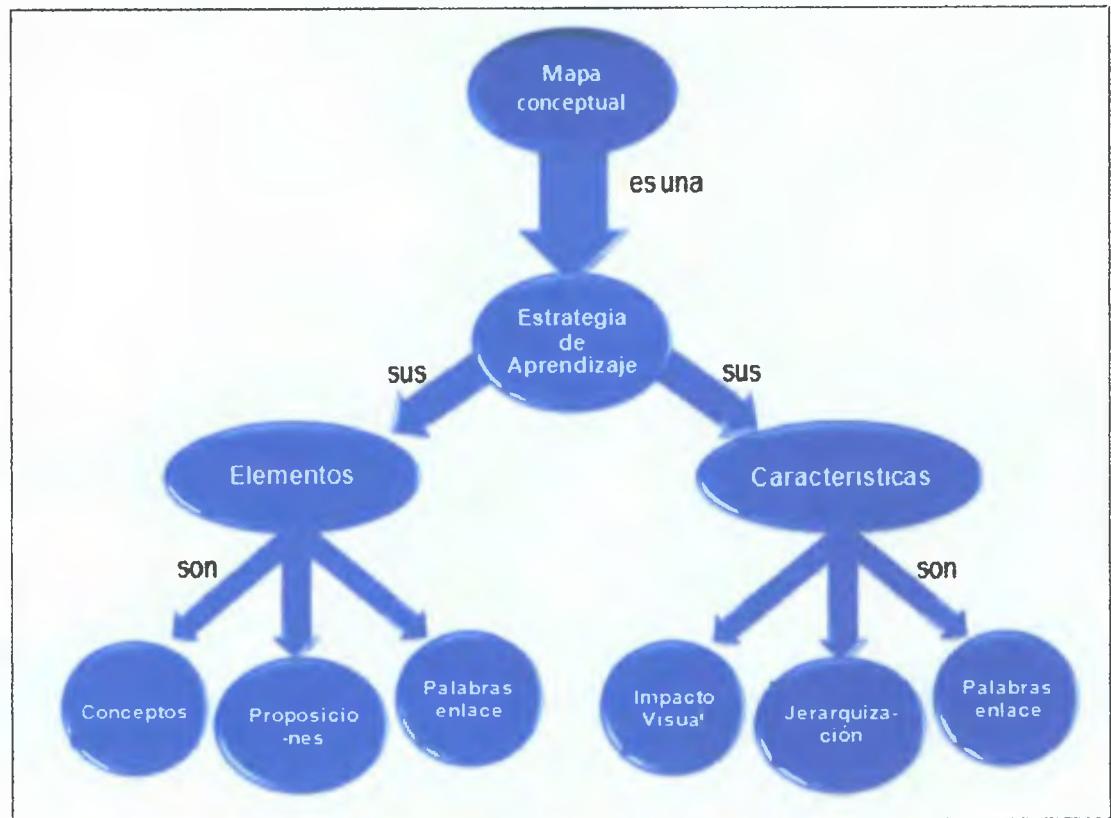 Mapa
conceptual
es una
Estrategia
de
Aprendizaje
sus
sus
Elementos
Características
son
son
Conceptos
Proposicio
-nes
Palabras
enlace
Impacto
Visual
Jerarquiza-
ción
Palabras
enlace